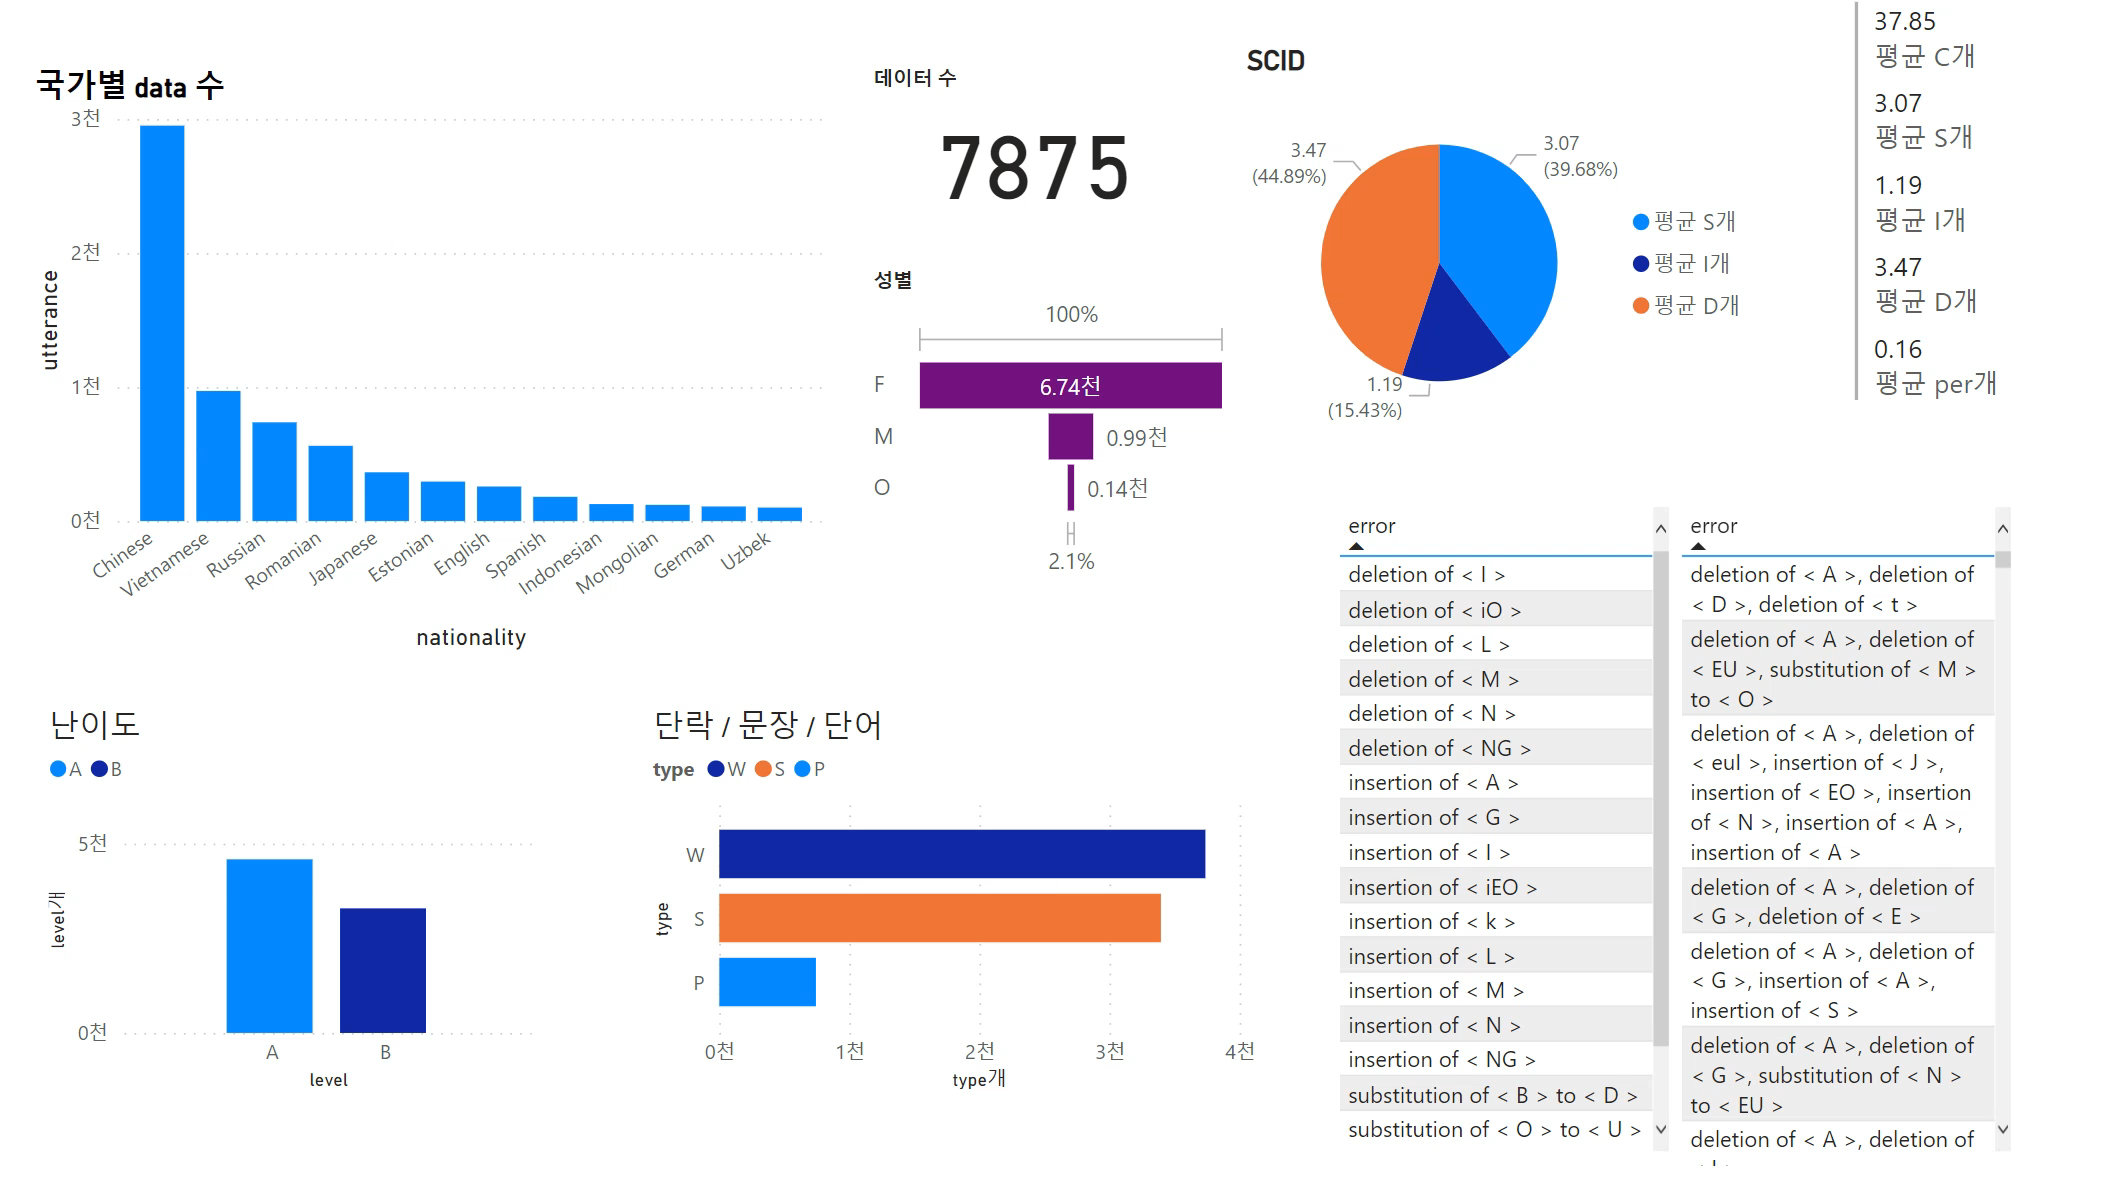 국가별 data 수
3천
2천
1천
0천
utterance
Chinese
Vietnamese
Russian
Romanian
Japanese
Estonian
English
Spanish
Indonesian
Mongolian
German
Uzbek
nationality
데이터 수
7875
성별
100%
F
6.74천
M
0.99천
O
0.14천
2.1%
SCID
3.47
(44.89%)
3.07
(39.68%)
1.19
(15.43%)
평균 S개
평균 I개
평균 D개
37.85
평균 C개
3.07
평균 S개
1.19
평균 I개
3.47
평균 D개
0.16
평균 per개
난이도
A B
5천
0천
level개
A
B
level
단락 / 문장 / 단어
type W S P
type
W
S
P
0천
1천
2천
3천
4천
type개
error
deletion of < I >
deletion of < iO >
deletion of < L >
deletion of < M >
deletion of < N >
deletion of < NG >
insertion of < A >
insertion of < G >
insertion of < I >
insertion of < iEO >
insertion of < k >
insertion of < L >
insertion of < M >
insertion of < N >
insertion of < NG >
substitution of < B > to < D >
substitution of < O > to < U >
error
deletion of < A >, deletion of
< D >, deletion of < t >
deletion of < A >, deletion of
< EU >, substitution of < M >
to < O >
deletion of < A >, deletion of
< euI >, insertion of < J >,
insertion of < EO >, insertion
of < N >, insertion of < A >,
insertion of < A >
deletion of < A >, deletion of
< G >, deletion of < E >
deletion of < A >, deletion of
< G >, insertion of < A >,
insertion of < S >
deletion of < A >, deletion of
< G >, substitution of < N >
to < EU >
deletion of < A >, deletion of